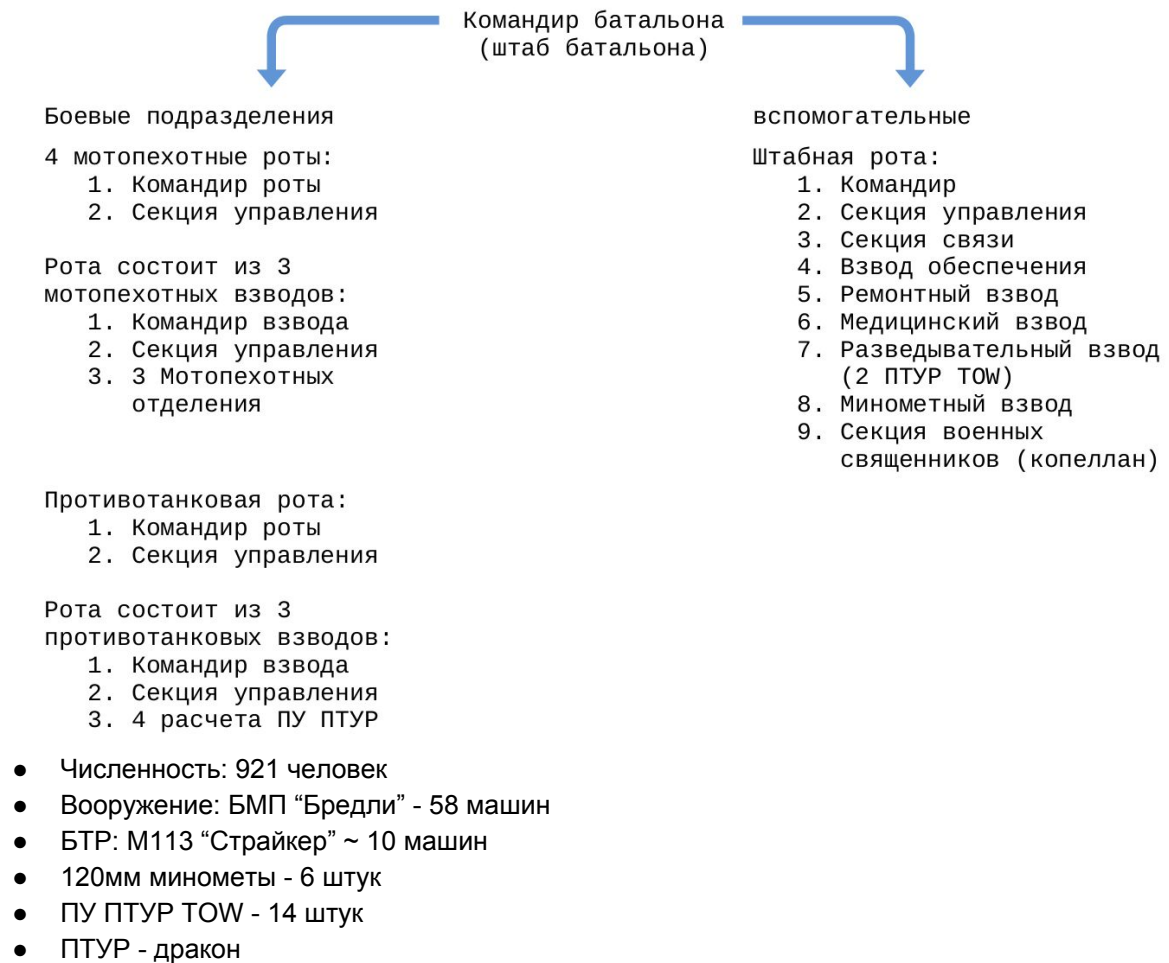 Командир батальона
(штаб батальона)
Боевые подразделения
4 мотопехотные роты:
1. Командир роты
2. Секция управления
Рота состоит из 3
мотопехотных взводов:
1. Командир взвода
2. Секция управления
3. 3 Мотопехотных
отделения
Противотанковая рота:
1. Командир роты
2. Секция управления
Рота состоит из 3
противотанковых взводов:
1. Командир взвода
2. Секция управления
3. 4 расчета ПУ ПТУР
вспомогательные
Штабная рота:
1. Командир
2. Секция управления
3. Секция связи
4. Взвод обеспечения
5. Ремонтный взвод
6. Медицинский взвод
7. Разведывательный взвод
(2 ПТУР TOW)
8. Минометный взвод
9. Секция военных
священников (копеллан)
● Численность: 921 человек
● Вооружение: БМП “Бредли” - 58 машин
● БТР: М113 “Страйкер” ~ 10 машин
● 120мм минометы - 6 штук
● ПУ ПТУР TOW - 14 штук
● ПТУР - дракон